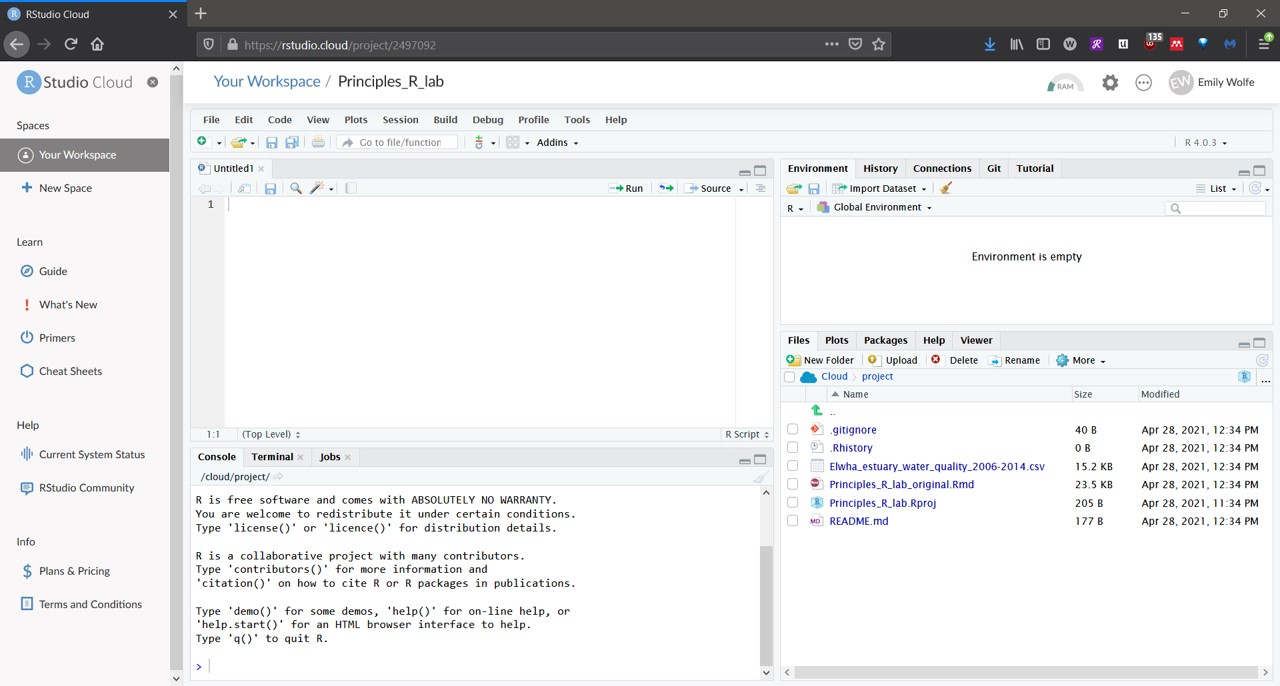 RStudio Cloud
https://rstudio.cloud/project/2497092
135
R Studio Cloud
Your Workspace / Principles_R_lab
RAM
EW Emily Wolfe
Spaces
Your Workspace
New Space
Learn
Guide
What's New
Primers
Cheat Sheets
Help
Current System Status
RStudio Community
Info
Plans & Pricing
Terms and Conditions
File Edit Code View Plots Session Build Debug Profile Tools Help
Go to file/function Addins R 4.0.3
Untitled1
Run Source
1
1:1 (Top Level) R Script
Console Terminal Jobs
/cloud/project/
R is free software and comes with ABSOLUTELY NO WARRANTY.
You are welcome to redistribute it under certain conditions.
Type 'license()' or 'licence()' for distribution details.
R is a collaborative project with many contributors.
Type 'contributors()' for more information and
'citation()' on how to cite R or R packages in publications.
Type 'demo()' for some demos, 'help()' for on-line help, or
'help.start()' for an HTML browser interface to help.
Type 'q()' to quit R.
>
Environment History Connections Git Tutorial
Import Dataset List
R Global Environment
Environment is empty
Files Plots Packages Help Viewer
New Folder Upload Delete Rename More
Cloud project R ...
Name Size Modified
..
.gitignore 40 B Apr 28, 2021, 12:34 PM
.Rhistory 0 B Apr 28, 2021, 12:34 PM
Elwha_estuary_water_quality_2006-2014.csv 15.2 KB Apr 28, 2021, 12:34 PM
Principles_R_lab_original.Rmd 23.5 KB Apr 28, 2021, 12:34 PM
Principles_R_lab.Rproj 205 B Apr 28, 2021, 11:34 PM
README.md 177 B Apr 28, 2021, 12:34 PM